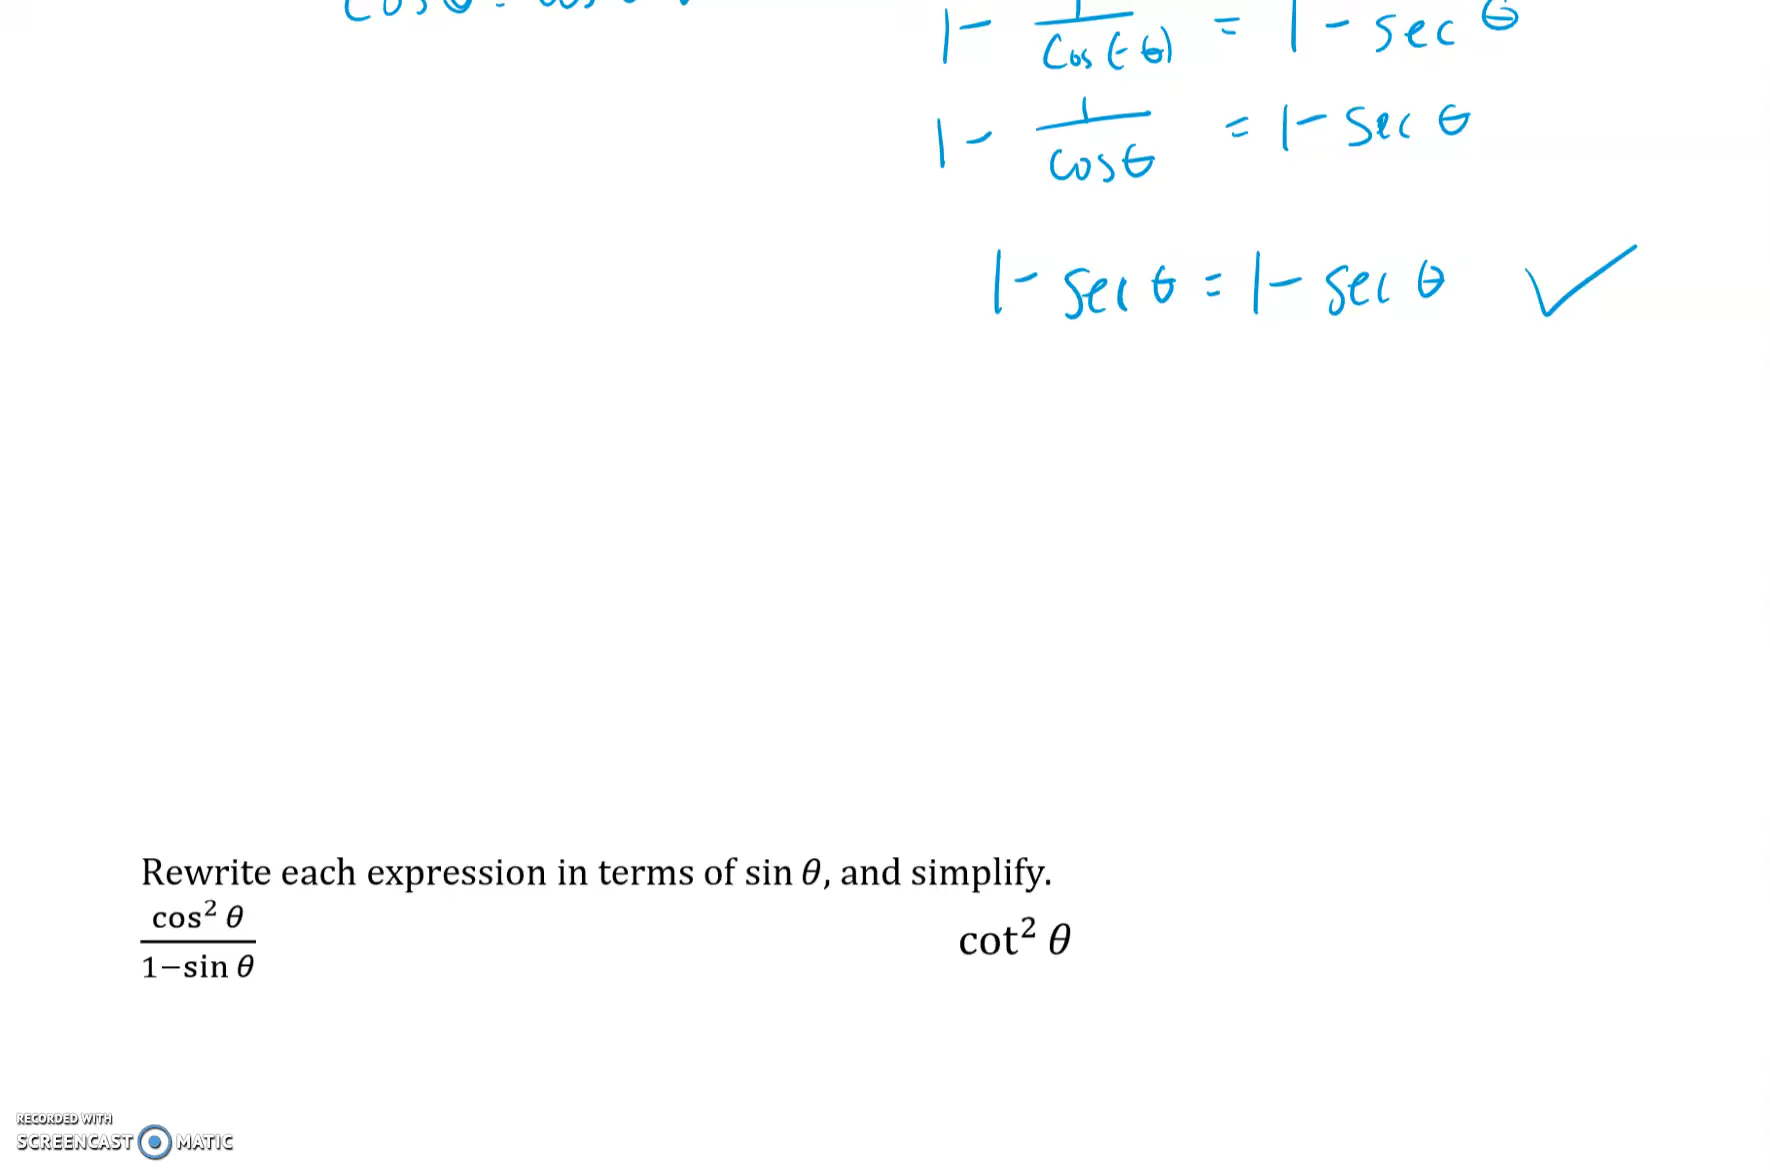 1 - 1/cos(-θ) = 1 - sec θ
1 - 1/cosθ = 1 - sec θ
1 - sec θ = 1 - sec θ ✓
Rewrite each expression in terms of sin θ, and simplify.
cos² θ/1−sin θ
cot² θ
RECORDED WITH
SCREENCAST MATIC